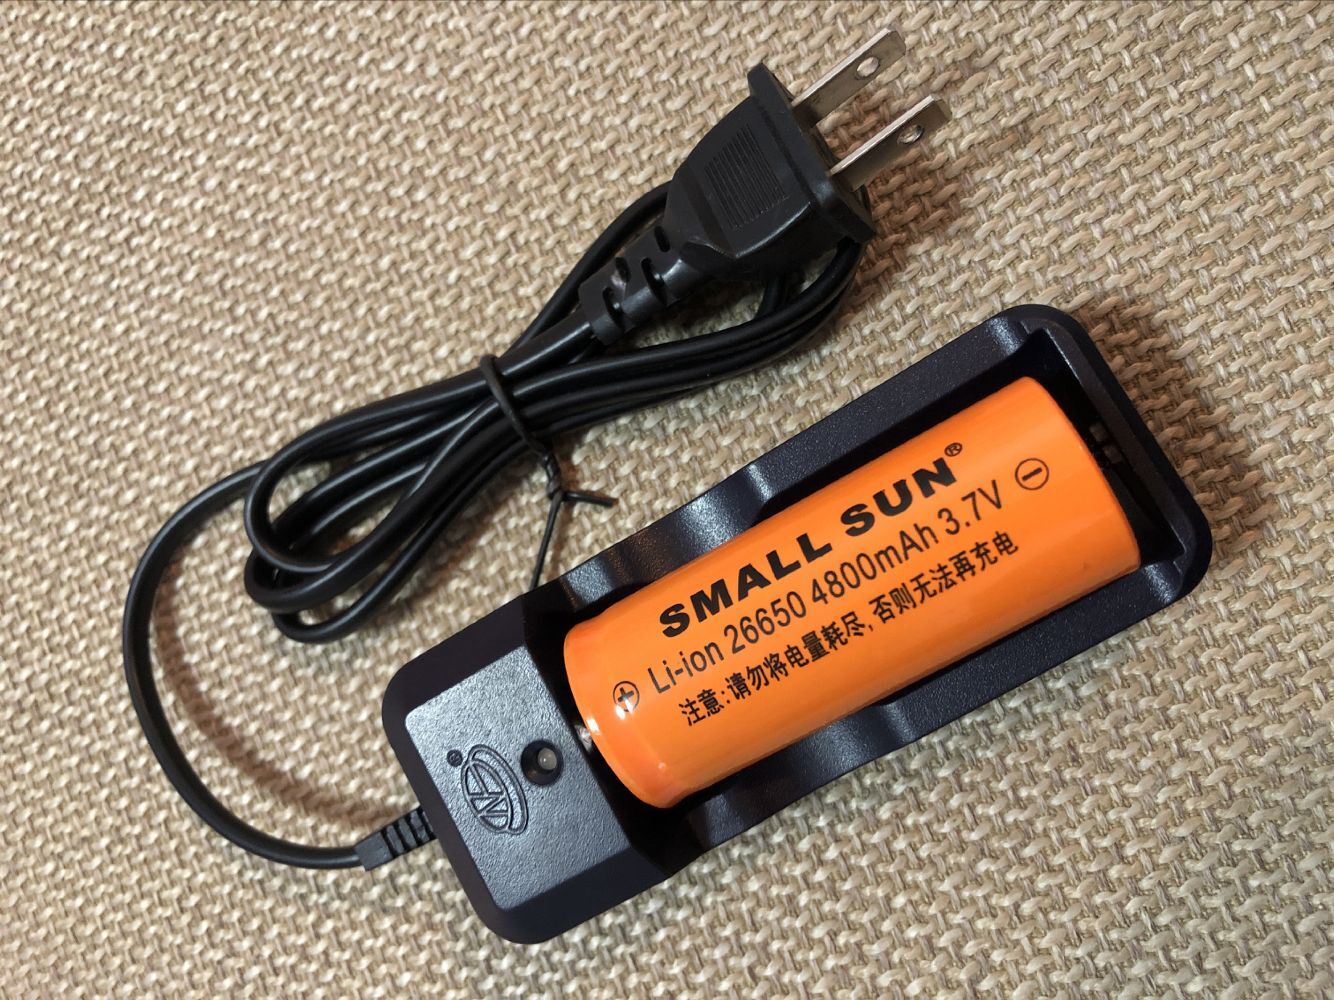 SMALL SUN®
Li-ion 26650 4800mAh 3.7V
注意:请勿将电量耗尽,否则无法再充电